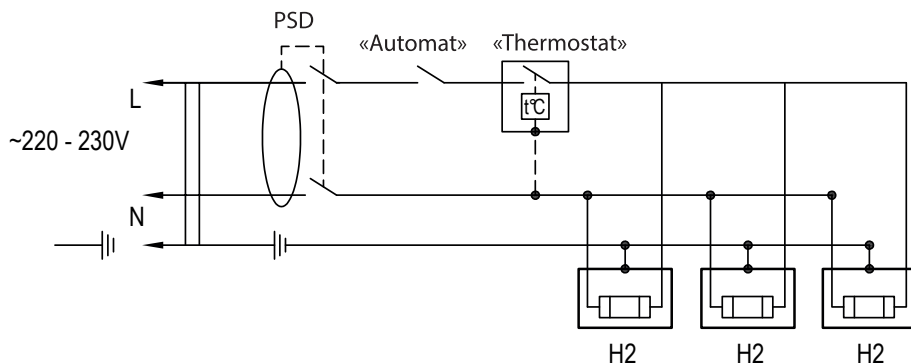 PSD
«Automat» «Thermostat»
L
t°C
~220 - 230V
N
H2 H2 H2